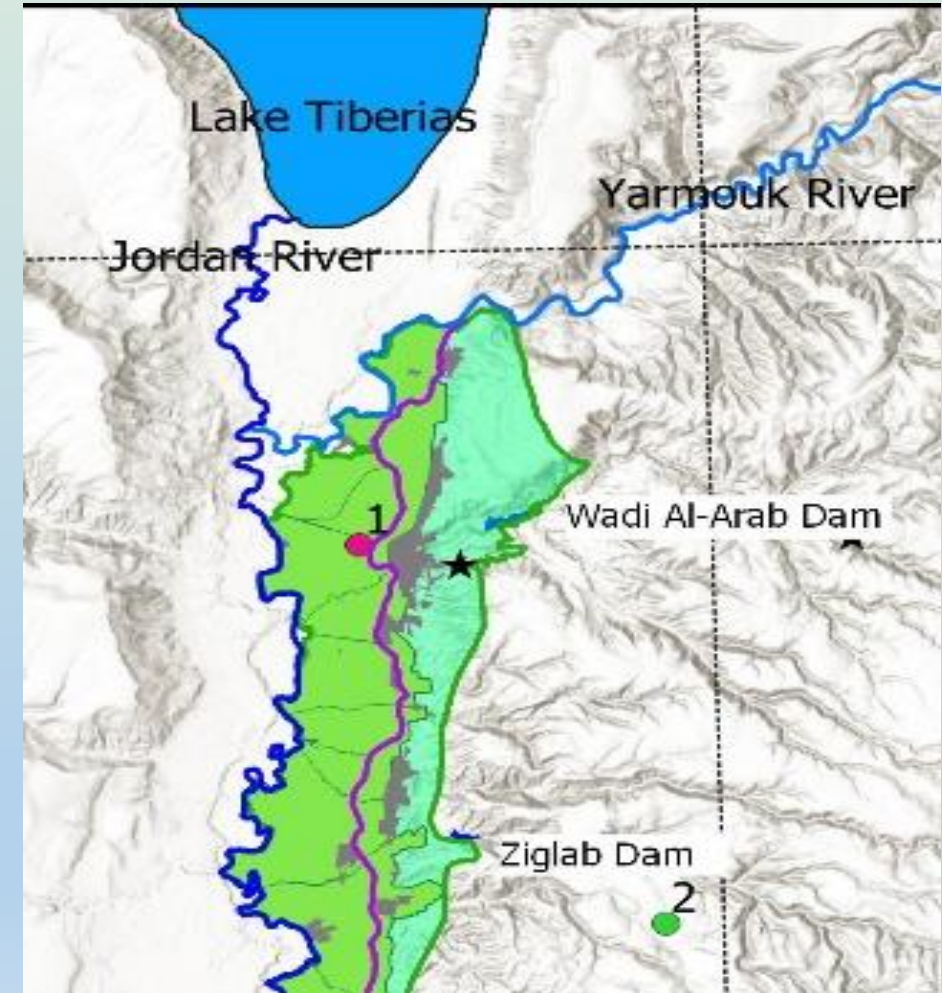 Lake Tiberias
Yarmouk River
Jordan River
1
Wadi Al-Arab Dam
Ziglab Dam
2